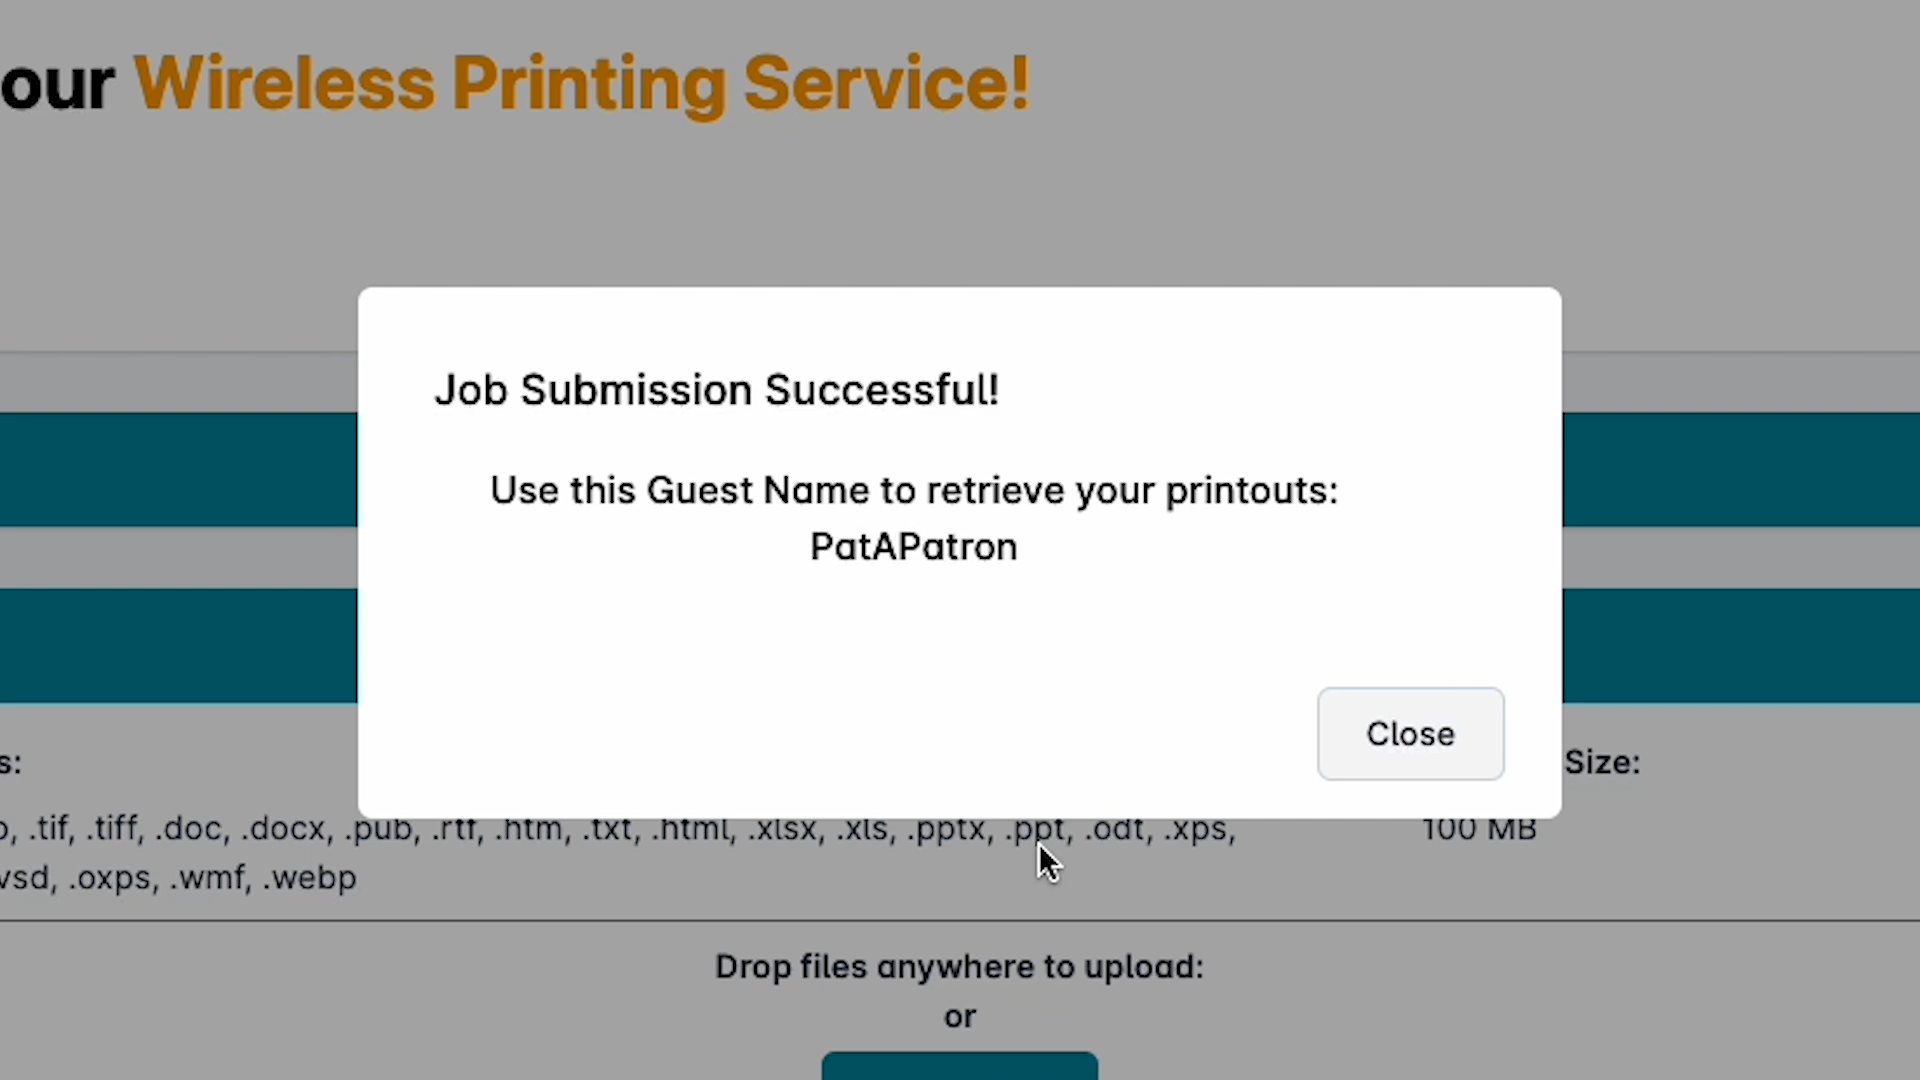 our Wireless Printing Service!
Job Submission Successful!
Use this Guest Name to retrieve your printouts:
PatAPatron
Close
s:
Size:
, .tif, .tiff, .doc, .docx, .pub, .rtf, .htm, .txt, .html, .xlsx, .xls, .pptx, .ppt, .odt, .xps,
100 MB
vsd, .oxps, .wmf, .webp
Drop files anywhere to upload:
or